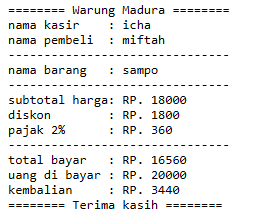 ======== Warung Madura ========
nama kasir    : icha
nama pembeli  : miftah
-------------------------------
nama barang   : sampo
-------------------------------
subtotal harga: RP. 18000
diskon        : RP. 1800
pajak 2%      : RP. 360
-------------------------------
total bayar   : RP. 16560
uang di bayar : RP. 20000
kembalian     : RP. 3440
======== Terima kasih ========